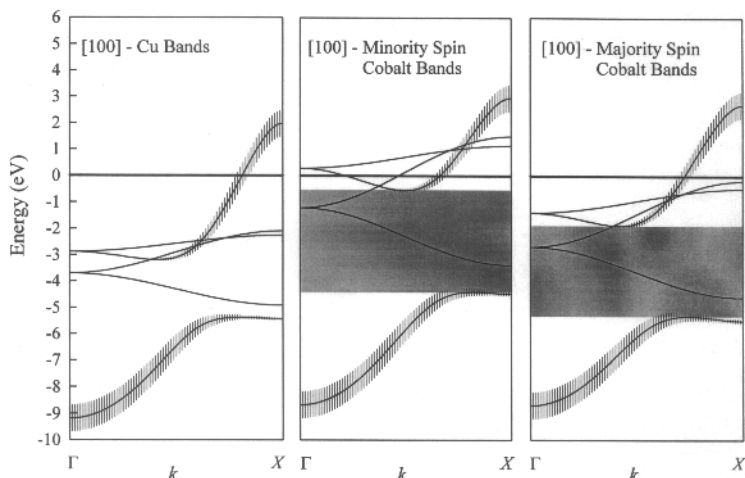 6
5
4
3
2
1
0
-1
-2
-3
-4
-5
-6
-7
-8
-9
-10
Energy (eV)
[100] - Cu Bands
[100] - Minority Spin
Cobalt Bands
[100] - Majority Spin
Cobalt Bands
Γ k X
Γ k X
Γ k X